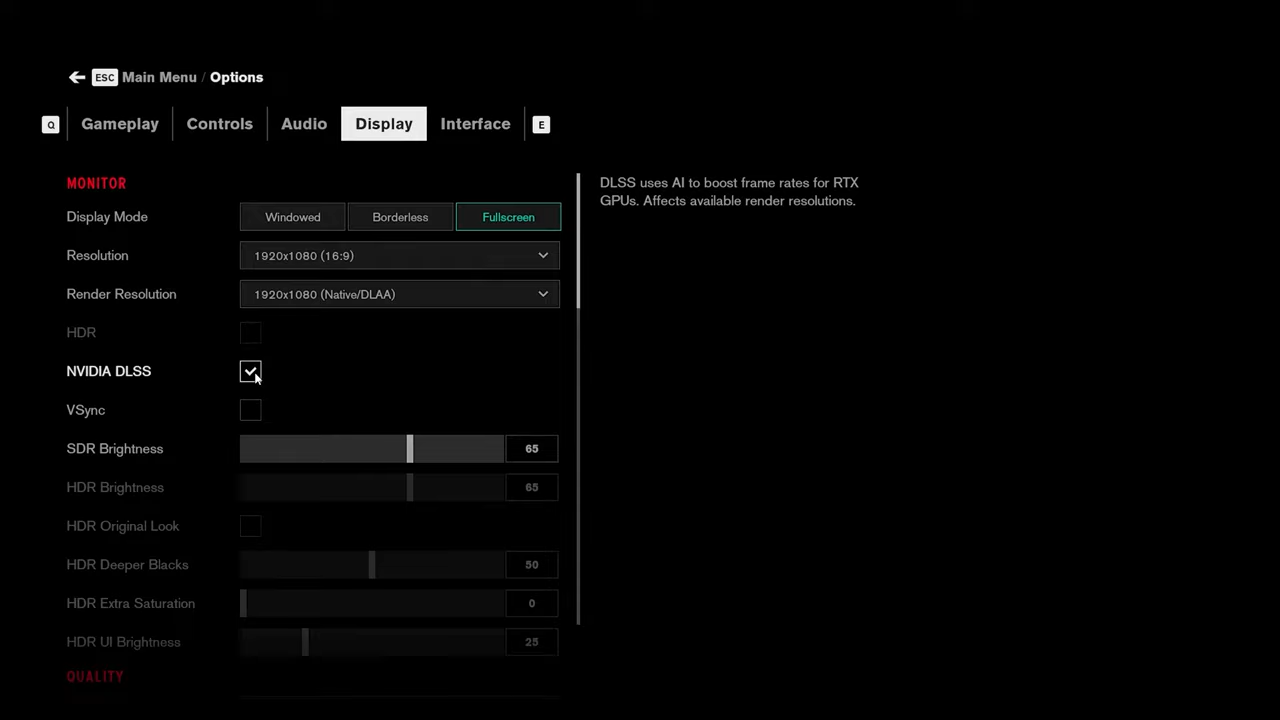 ESC Main Menu / Options
Q Gameplay Controls Audio Display Interface E
MONITOR
Display Mode Windowed Borderless Fullscreen
Resolution 1920x1080 (16:9)
Render Resolution 1920x1080 (Native/DLAA)
HDR
NVIDIA DLSS
VSync
SDR Brightness 65
HDR Brightness 65
HDR Original Look
HDR Deeper Blacks 50
HDR Extra Saturation 0
HDR UI Brightness 25
QUALITY
DLSS uses AI to boost frame rates for RTX
GPUs. Affects available render resolutions.